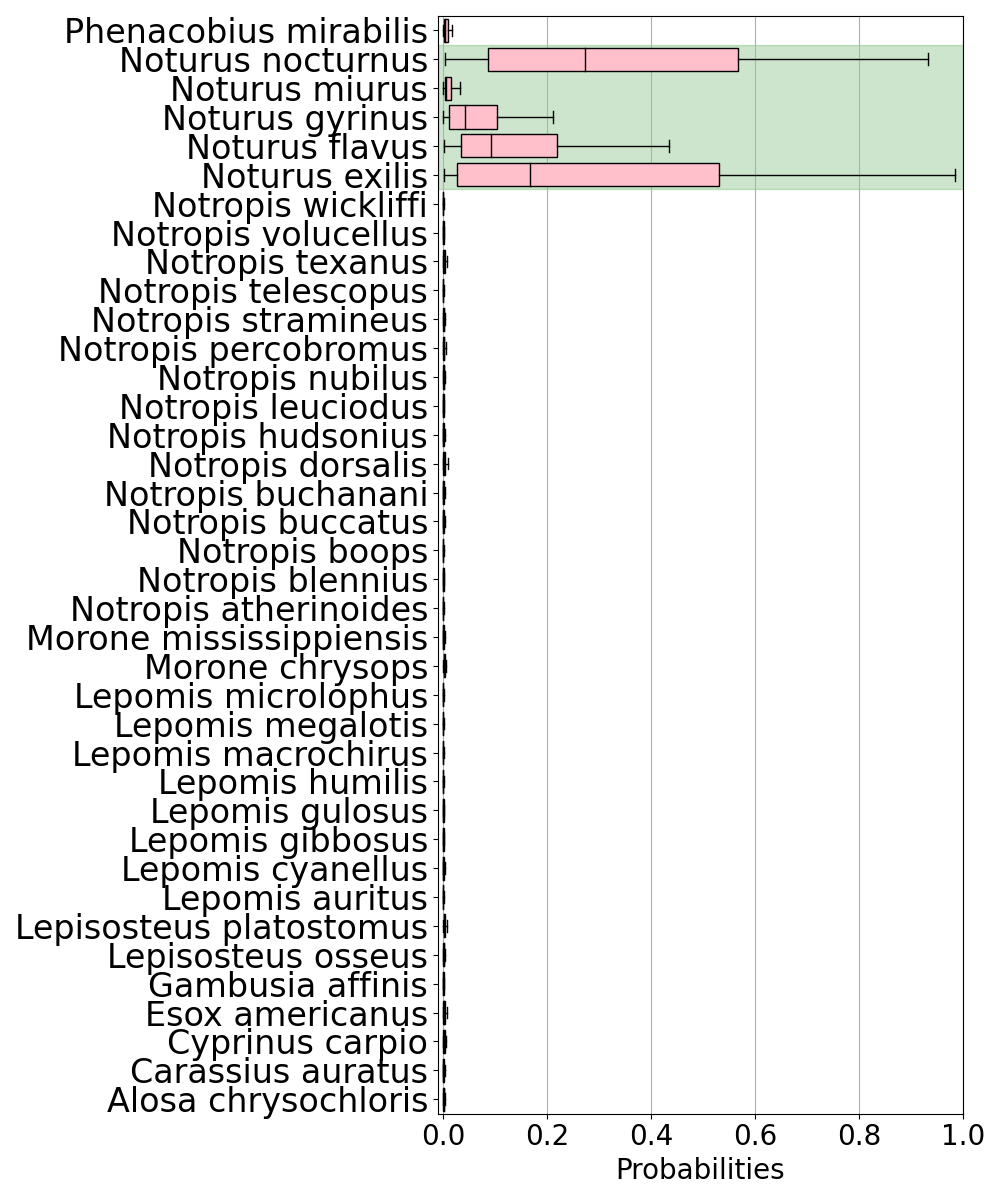 Phenacobius mirabilis
Noturus nocturnus
Noturus miurus
Noturus gyrinus
Noturus flavus
Noturus exilis
Notropis wickliffi
Notropis volucellus
Notropis texanus
Notropis telescopus
Notropis stramineus
Notropis percobromus
Notropis nubilus
Notropis leuciodus
Notropis hudsonius
Notropis dorsalis
Notropis buchanani
Notropis buccatus
Notropis boops
Notropis blennius
Notropis atherinoides
Morone mississippiensis
Morone chrysops
Lepomis microlophus
Lepomis megalotis
Lepomis macrochirus
Lepomis humilis
Lepomis gulosus
Lepomis gibbosus
Lepomis cyanellus
Lepomis auritus
Lepisosteus platostomus
Lepisosteus osseus
Gambusia affinis
Esox americanus
Cyprinus carpio
Carassius auratus
Alosa chrysochloris
0.0 0.2 0.4 0.6 0.8 1.0
Probabilities